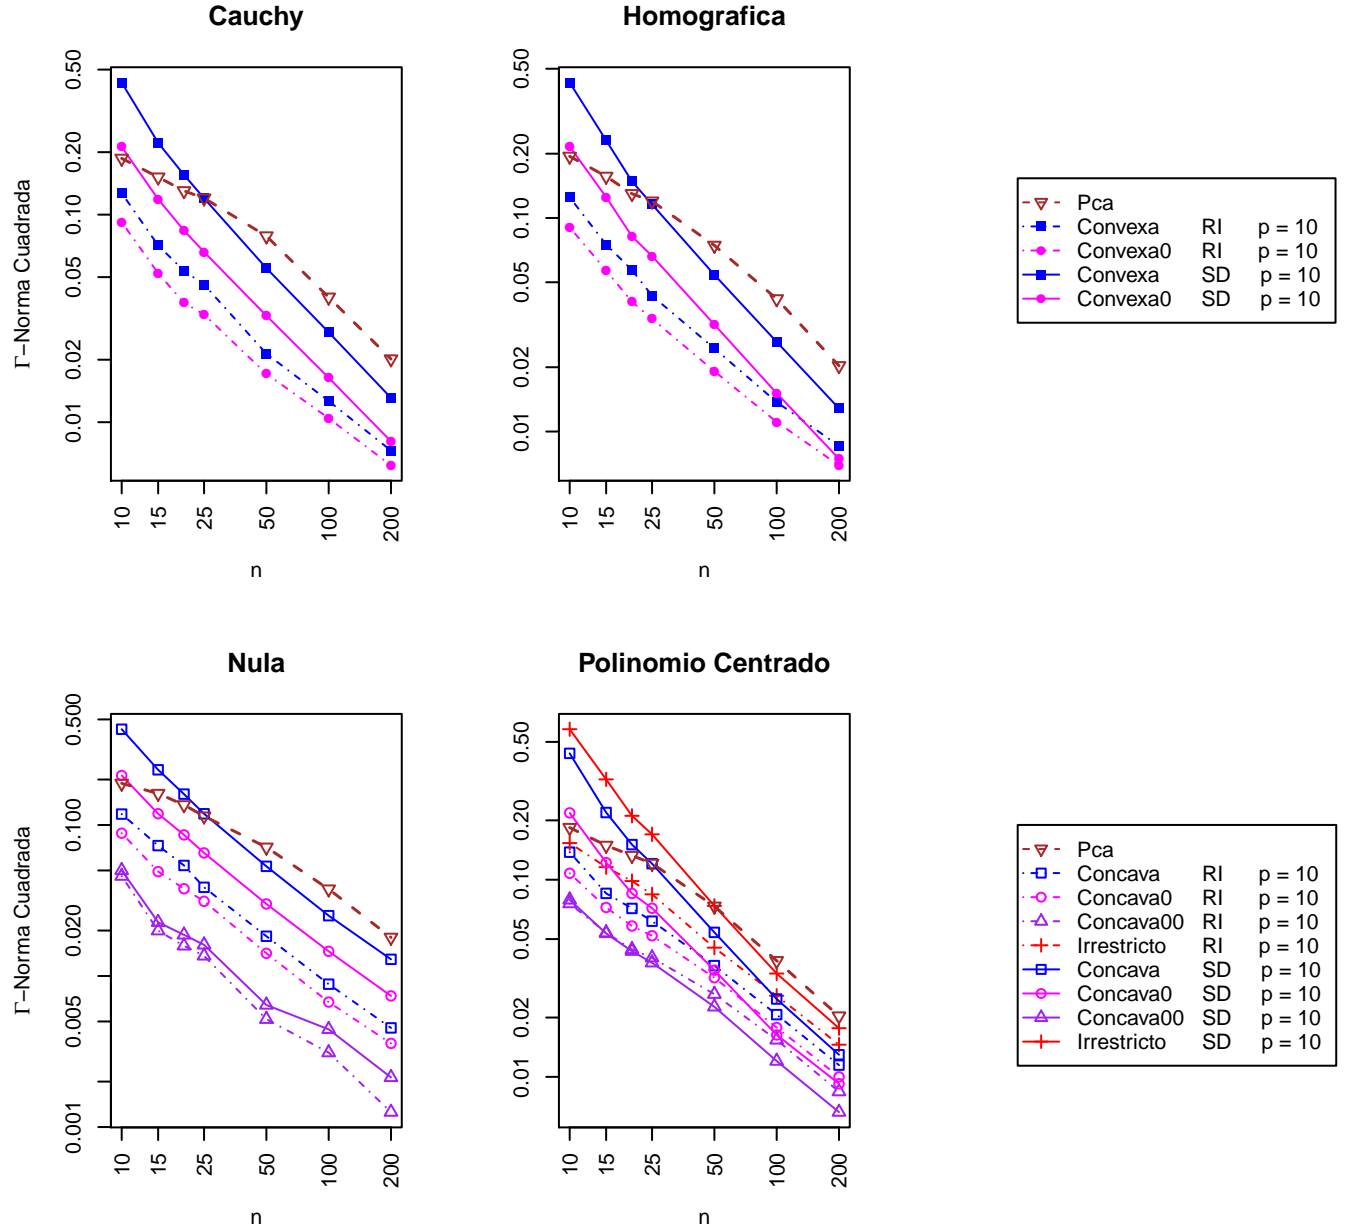 Cauchy
Homografica
Γ−Norma Cuadrada
0.50
0.20
0.10
0.05
0.02
0.01
10
15
25
50
100
200
n
0.50
0.20
0.10
0.05
0.02
0.01
10
15
25
50
100
200
n
Pca
Convexa RI p = 10
Convexa0 RI p = 10
Convexa SD p = 10
Convexa0 SD p = 10
Nula
Polinomio Centrado
Γ−Norma Cuadrada
0.500
0.100
0.020
0.005
0.001
10
15
25
50
100
200
n
0.50
0.20
0.10
0.05
0.02
0.01
10
15
25
50
100
200
n
Pca
Concava RI p = 10
Concava0 RI p = 10
Concava00 RI p = 10
Irrestricto RI p = 10
Concava SD p = 10
Concava0 SD p = 10
Concava00 SD p = 10
Irrestricto SD p = 10